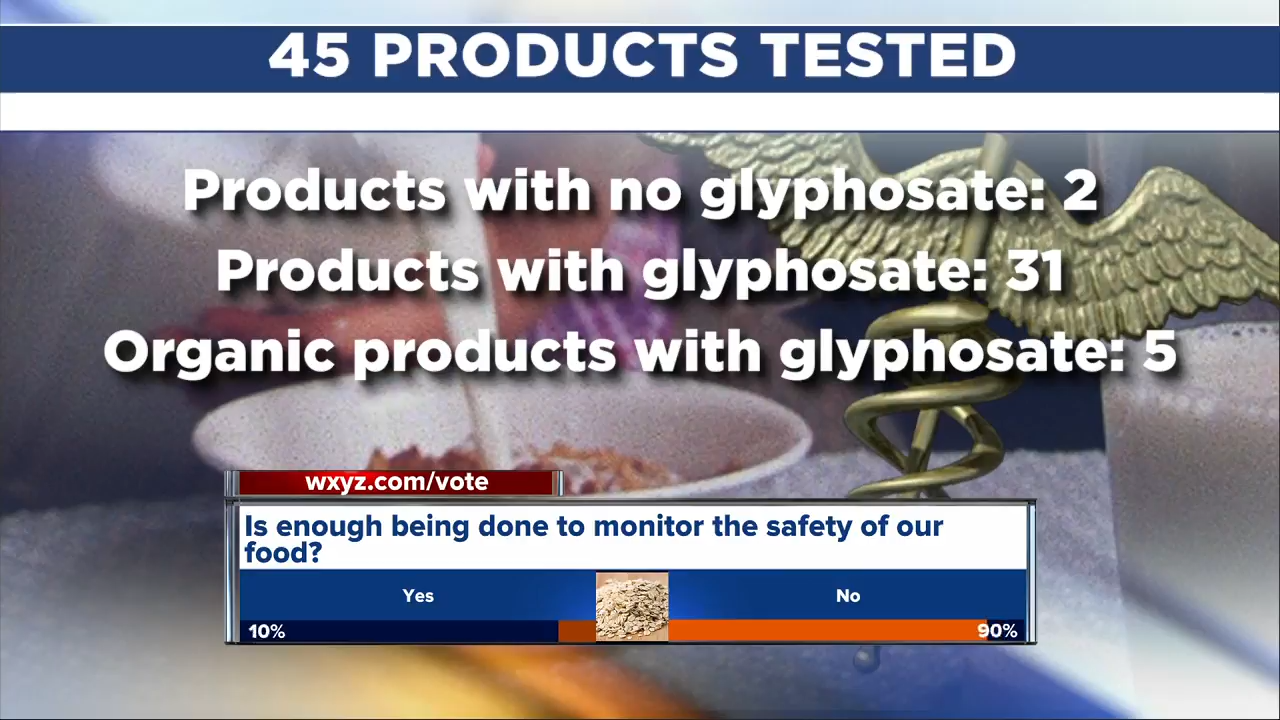 45 PRODUCTS TESTED
Products with no glyphosate: 2
Products with glyphosate: 31
Organic products with glyphosate: 5
wxyz.com/vote
Is enough being done to monitor the safety of our
food?
Yes
No
10%
90%